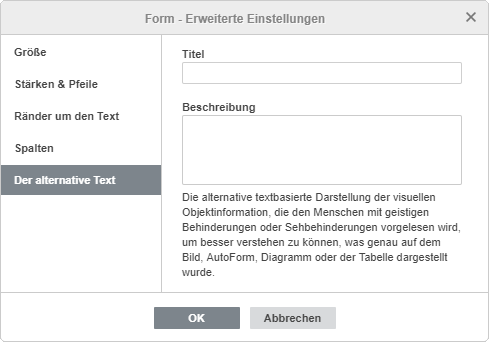 Form - Erweiterte Einstellungen
Größe
Stärken & Pfeile
Ränder um den Text
Spalten
Der alternative Text
Titel
Beschreibung
Die alternative textbasierte Darstellung der visuellen
Objektinformation, die den Menschen mit geistigen
Behinderungen oder Sehbehinderungen vorgelesen wird,
um besser verstehen zu können, was genau auf dem
Bild, AutoForm, Diagramm oder der Tabelle dargestellt
wurde.
OK
Abbrechen